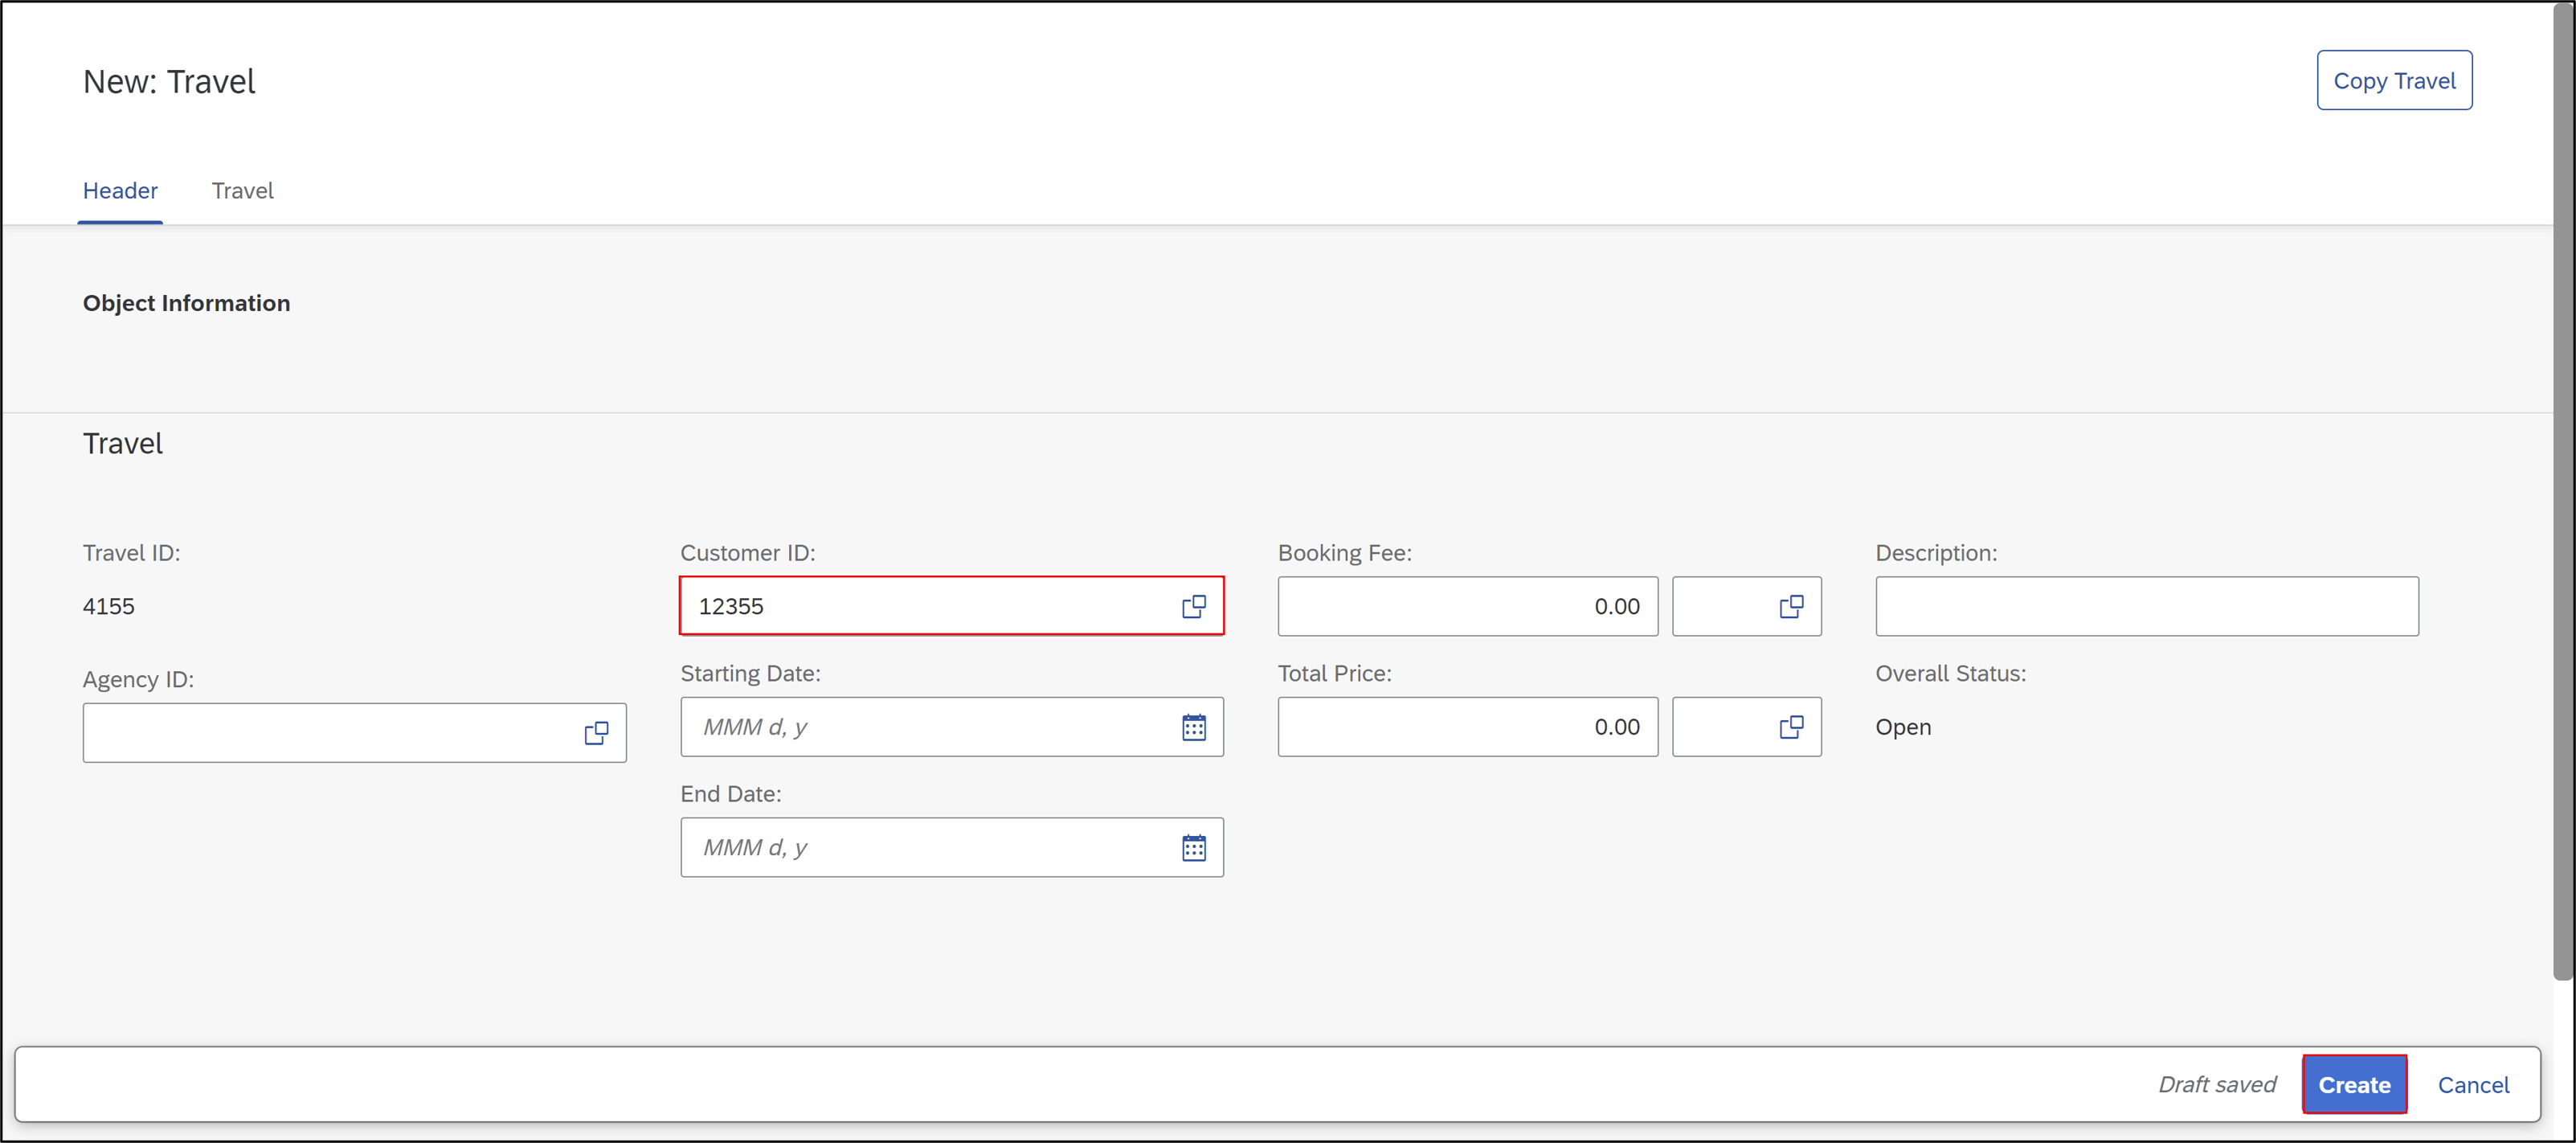 New: Travel
Copy Travel
Header Travel
Object Information
Travel
Travel ID:
4155
Agency ID:
Customer ID:
12355
Starting Date:
MMM d, y
End Date:
MMM d, y
Booking Fee:
0.00
Total Price:
0.00
Description:
Overall Status:
Open
Draft saved Create Cancel